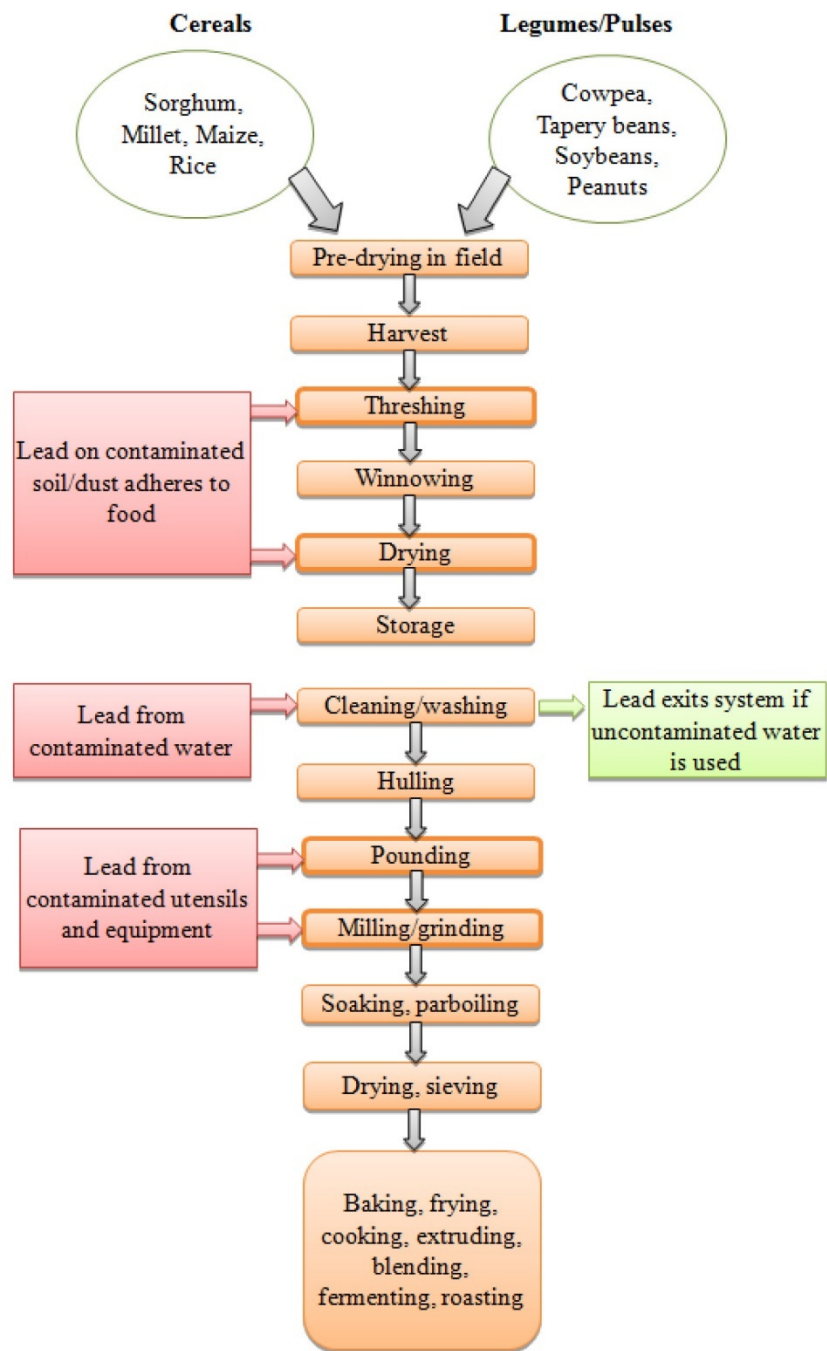 Cereals
Legumes/Pulses
Sorghum,
Millet, Maize,
Rice
Cowpea,
Tapery beans,
Soybeans,
Peanuts
Pre-drying in field
Harvest
Threshing
Lead on contaminated
soil/dust adheres to
food
Winnowing
Drying
Storage
Lead from
contaminated water
Cleaning/washing
Lead exits system if
uncontaminated water
is used
Hulling
Lead from
contaminated utensils
and equipment
Pounding
Milling/grinding
Soaking, parboiling
Drying, sieving
Baking, frying,
cooking, extruding,
blending,
fermenting, roasting